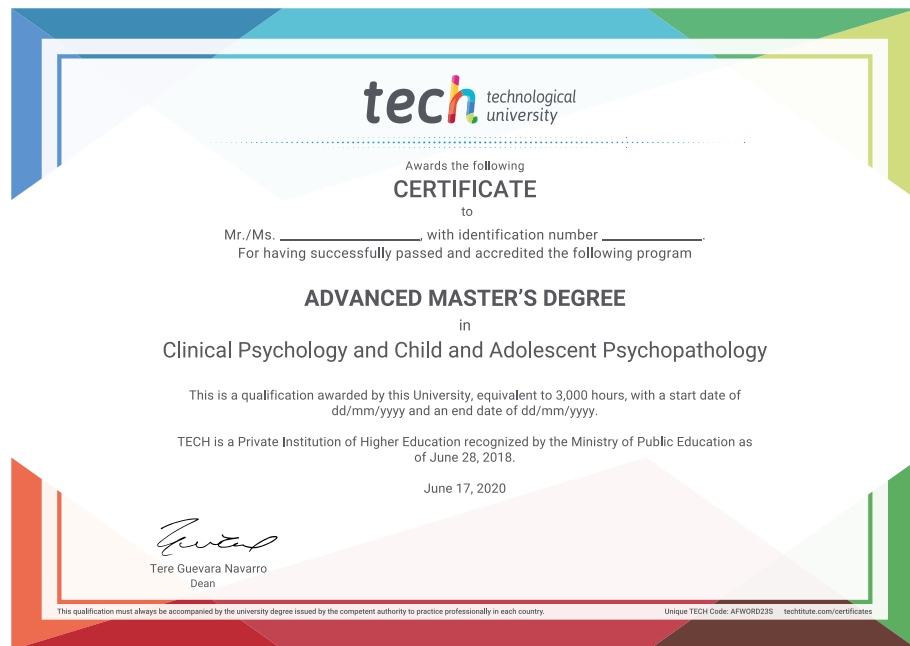 tech technological
university
Awards the following
CERTIFICATE
to
Mr./Ms. ____________________, with identification number ______________.
For having successfully passed and accredited the following program
ADVANCED MASTER’S DEGREE
in
Clinical Psychology and Child and Adolescent Psychopathology
This is a qualification awarded by this University, equivalent to 3,000 hours, with a start date of
dd/mm/yyyy and an end date of dd/mm/yyyy.
TECH is a Private Institution of Higher Education recognized by the Ministry of Public Education as
of June 28, 2018.
June 17, 2020
Tere Guevara Navarro
Dean
This qualification must always be accompanied by the university degree issued by the competent authority to practice professionally in each country.
Unique TECH Code: AFWORD23S techtitute.com/certificates